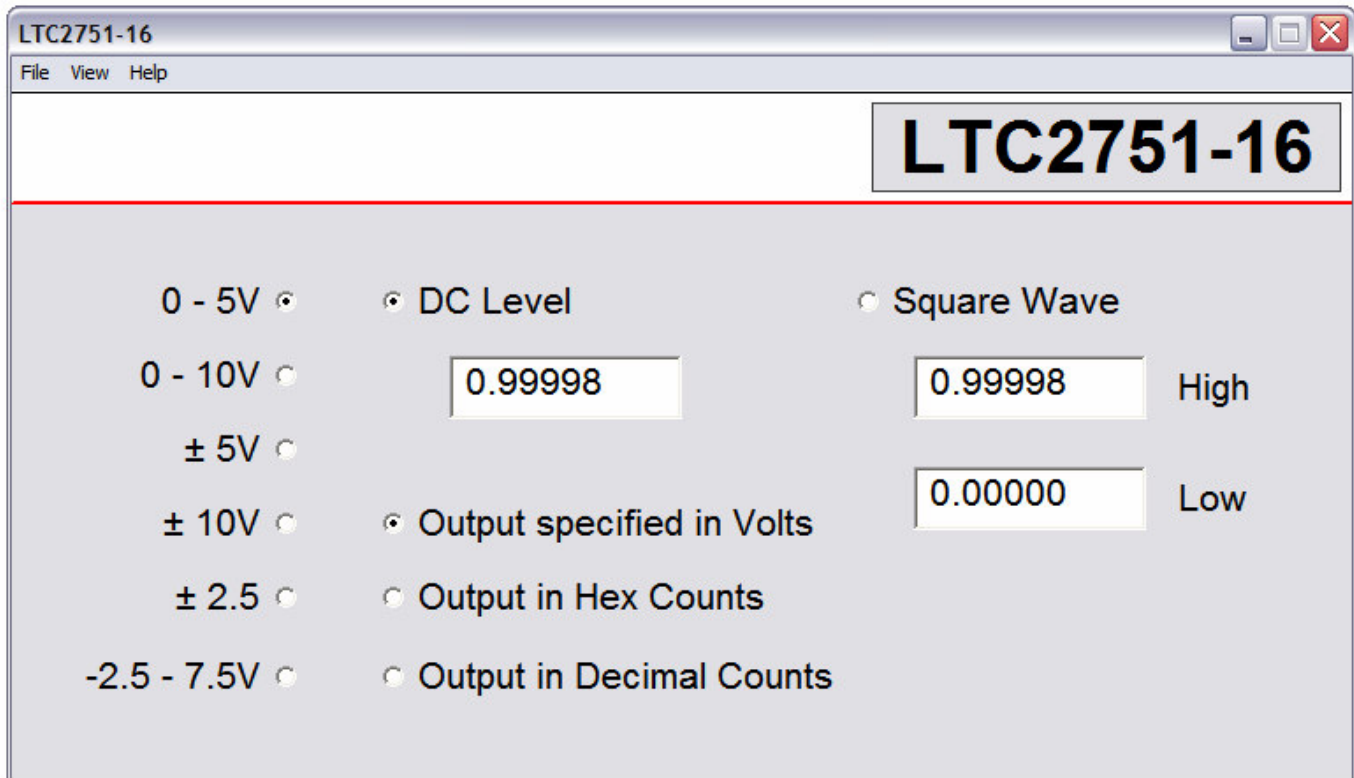 LTC2751-16
File View Help
LTC2751-16
0 - 5V
DC Level
Square Wave
0 - 10V
0.99998
0.99998 High
± 5V
0.00000 Low
± 10V
Output specified in Volts
± 2.5
Output in Hex Counts
-2.5 - 7.5V
Output in Decimal Counts